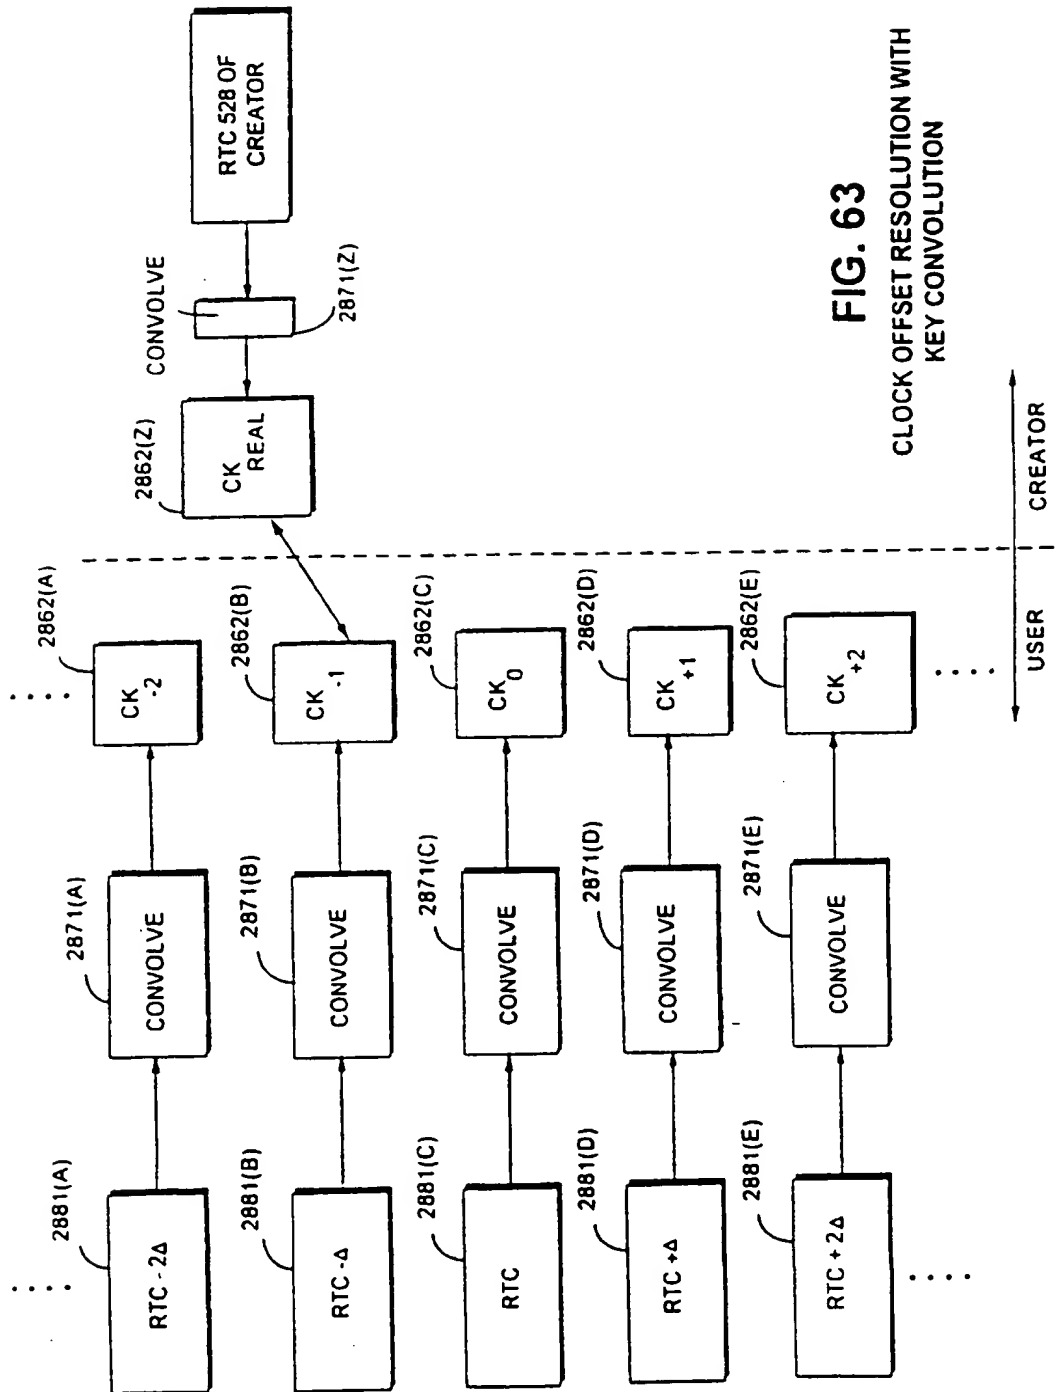 2881(A)
RTC - 2Δ
2871(A)
CONVOLVE
2862(A)
CK -2
2881(B)
RTC -Δ
2871(B)
CONVOLVE
2862(B)
CK -1
2881(C)
RTC
2871(C)
CONVOLVE
2862(C)
CK 0
2881(D)
RTC +Δ
2871(D)
CONVOLVE
2862(D)
CK +1
2881(E)
RTC + 2Δ
2871(E)
CONVOLVE
2862(E)
CK +2
2862(Z)
CK REAL
CONVOLVE
2871(Z)
RTC 528 OF
CREATOR
USER
CREATOR
FIG. 63
CLOCK OFFSET RESOLUTION WITH
KEY CONVOLUTION